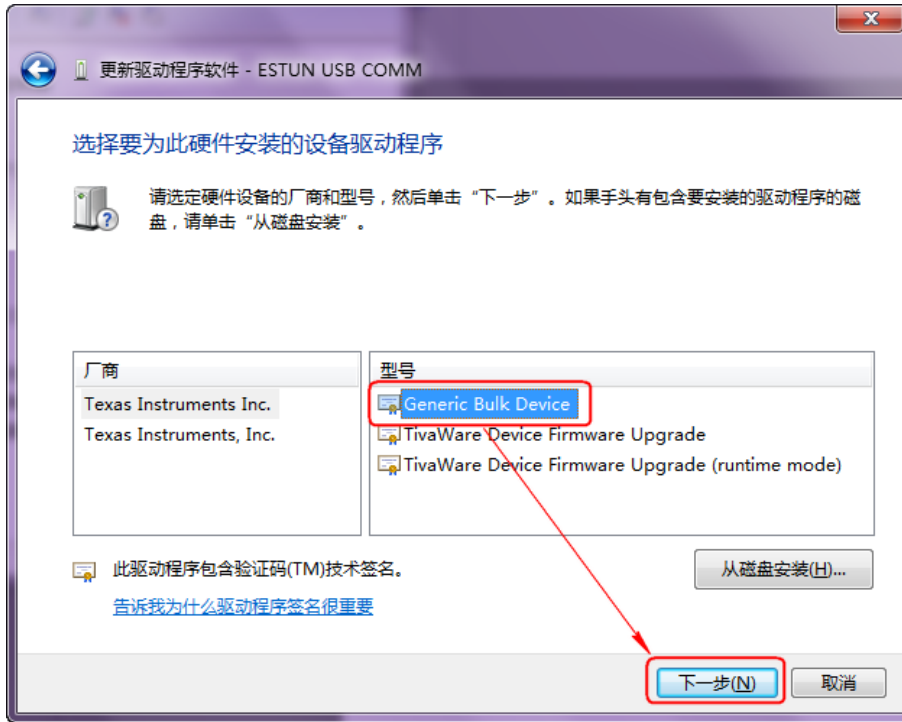 更新驱动程序软件 - ESTUN USB COMM
选择要为此硬件安装的设备驱动程序
请选定硬件设备的厂商和型号，然后单击“下一步”。如果手头有包含要安装的驱动程序的磁
盘，请单击“从磁盘安装”。
厂商
Texas Instruments Inc.
Texas Instruments, Inc.
型号
Generic Bulk Device
TivaWare Device Firmware Upgrade
TivaWare Device Firmware Upgrade (runtime mode)
此驱动程序包含验证码(TM)技术签名。
从磁盘安装(H)...
告诉我为什么驱动程序签名很重要
下一步(N)
取消